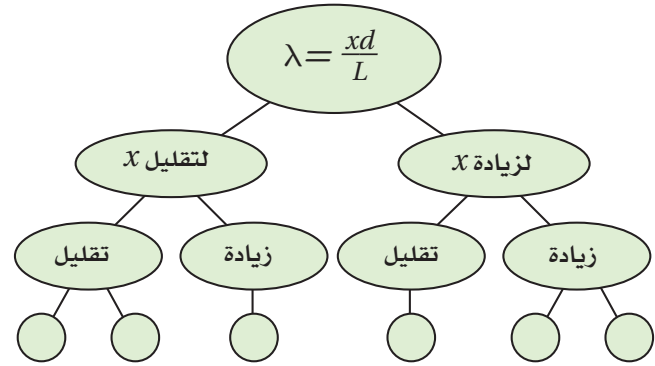 λ = xd/L
لزيادة x
لتقليل x
زيادة
تقليل
زيادة
تقليل